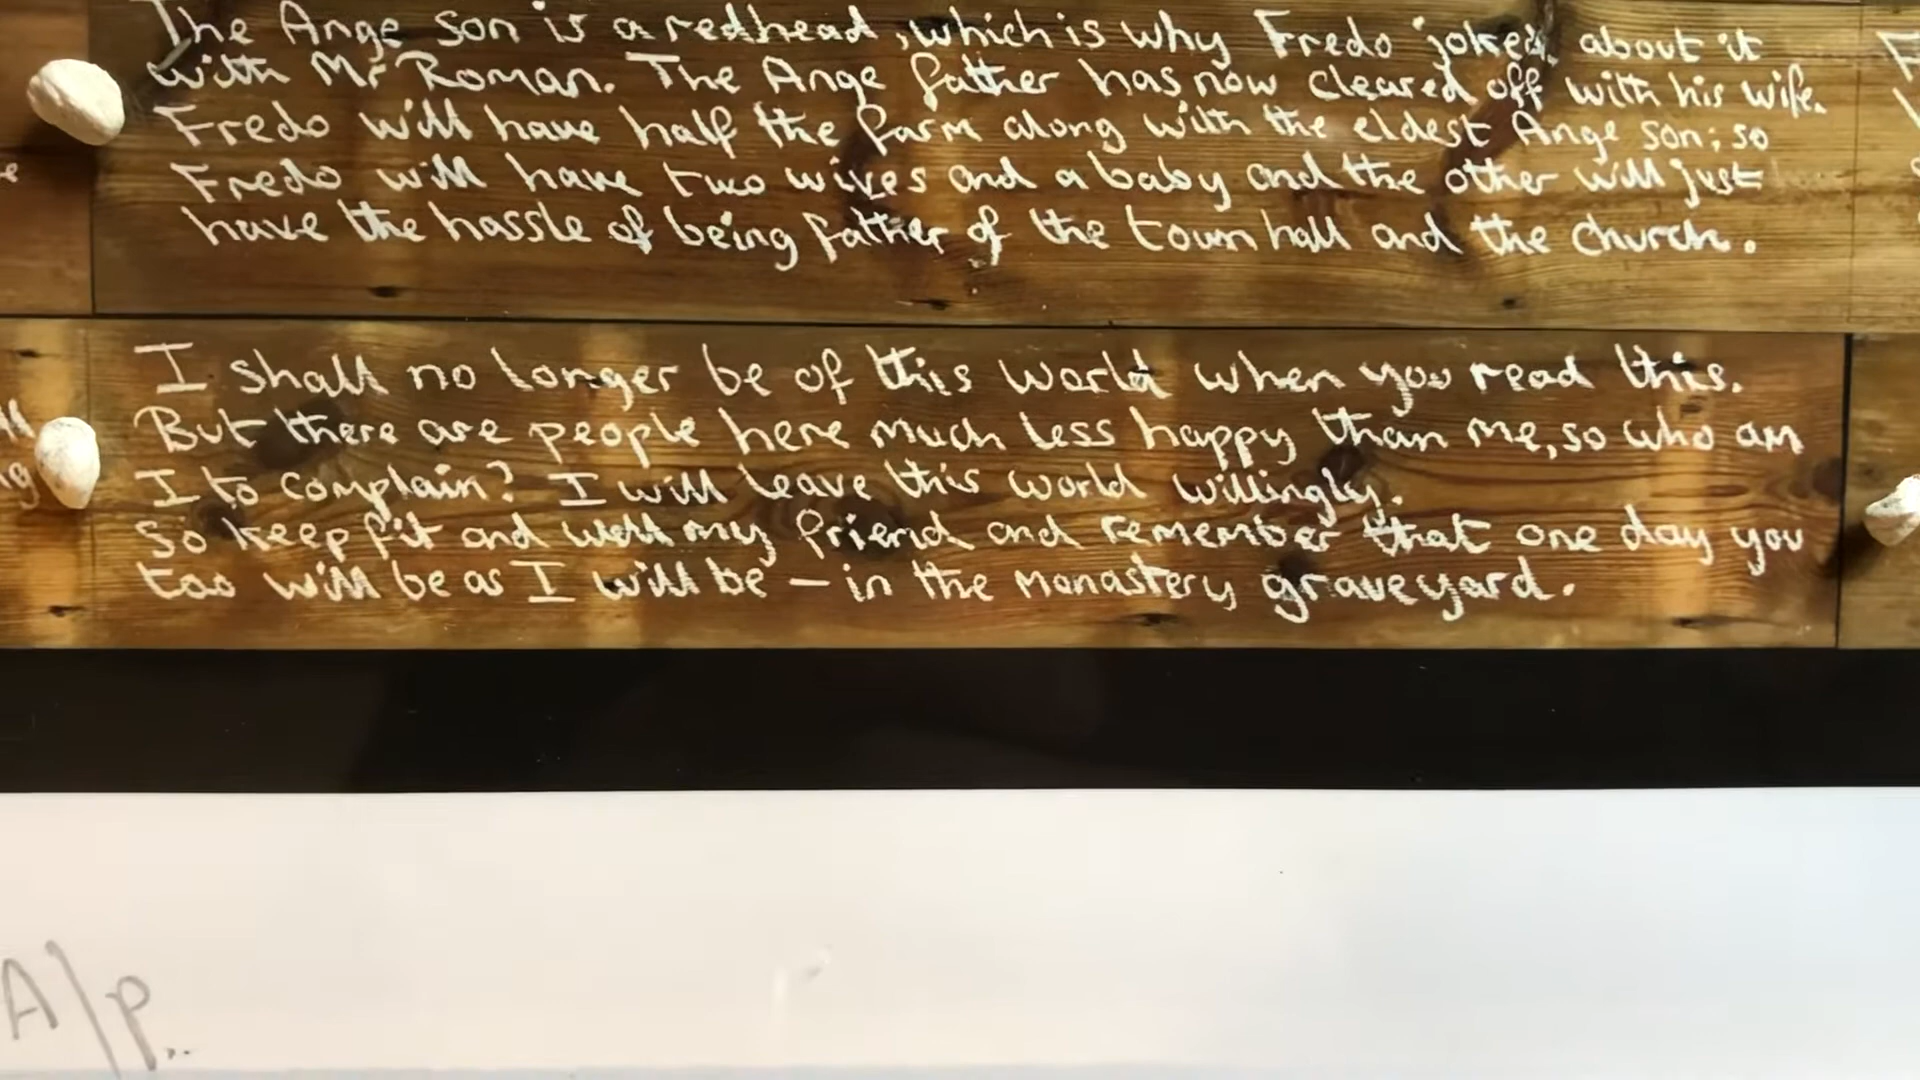 The Ange son is a redhead, which is why Fredo joked about it
with Mr Roman. The Ange father has now cleared off with his wife.
Fredo will have half the farm along with the eldest Ange son; so
Fredo will have two wives and a baby and the other will just
have the hassle of being father of the town hall and the church.
I shall no longer be of this world when you read this.
But there are people here much less happy than me, so who am
I to complain? I will leave this world willingly.
So keep fit and well my friend and remember that one day you
too will be as I will be – in the monastery graveyard.
A/P.